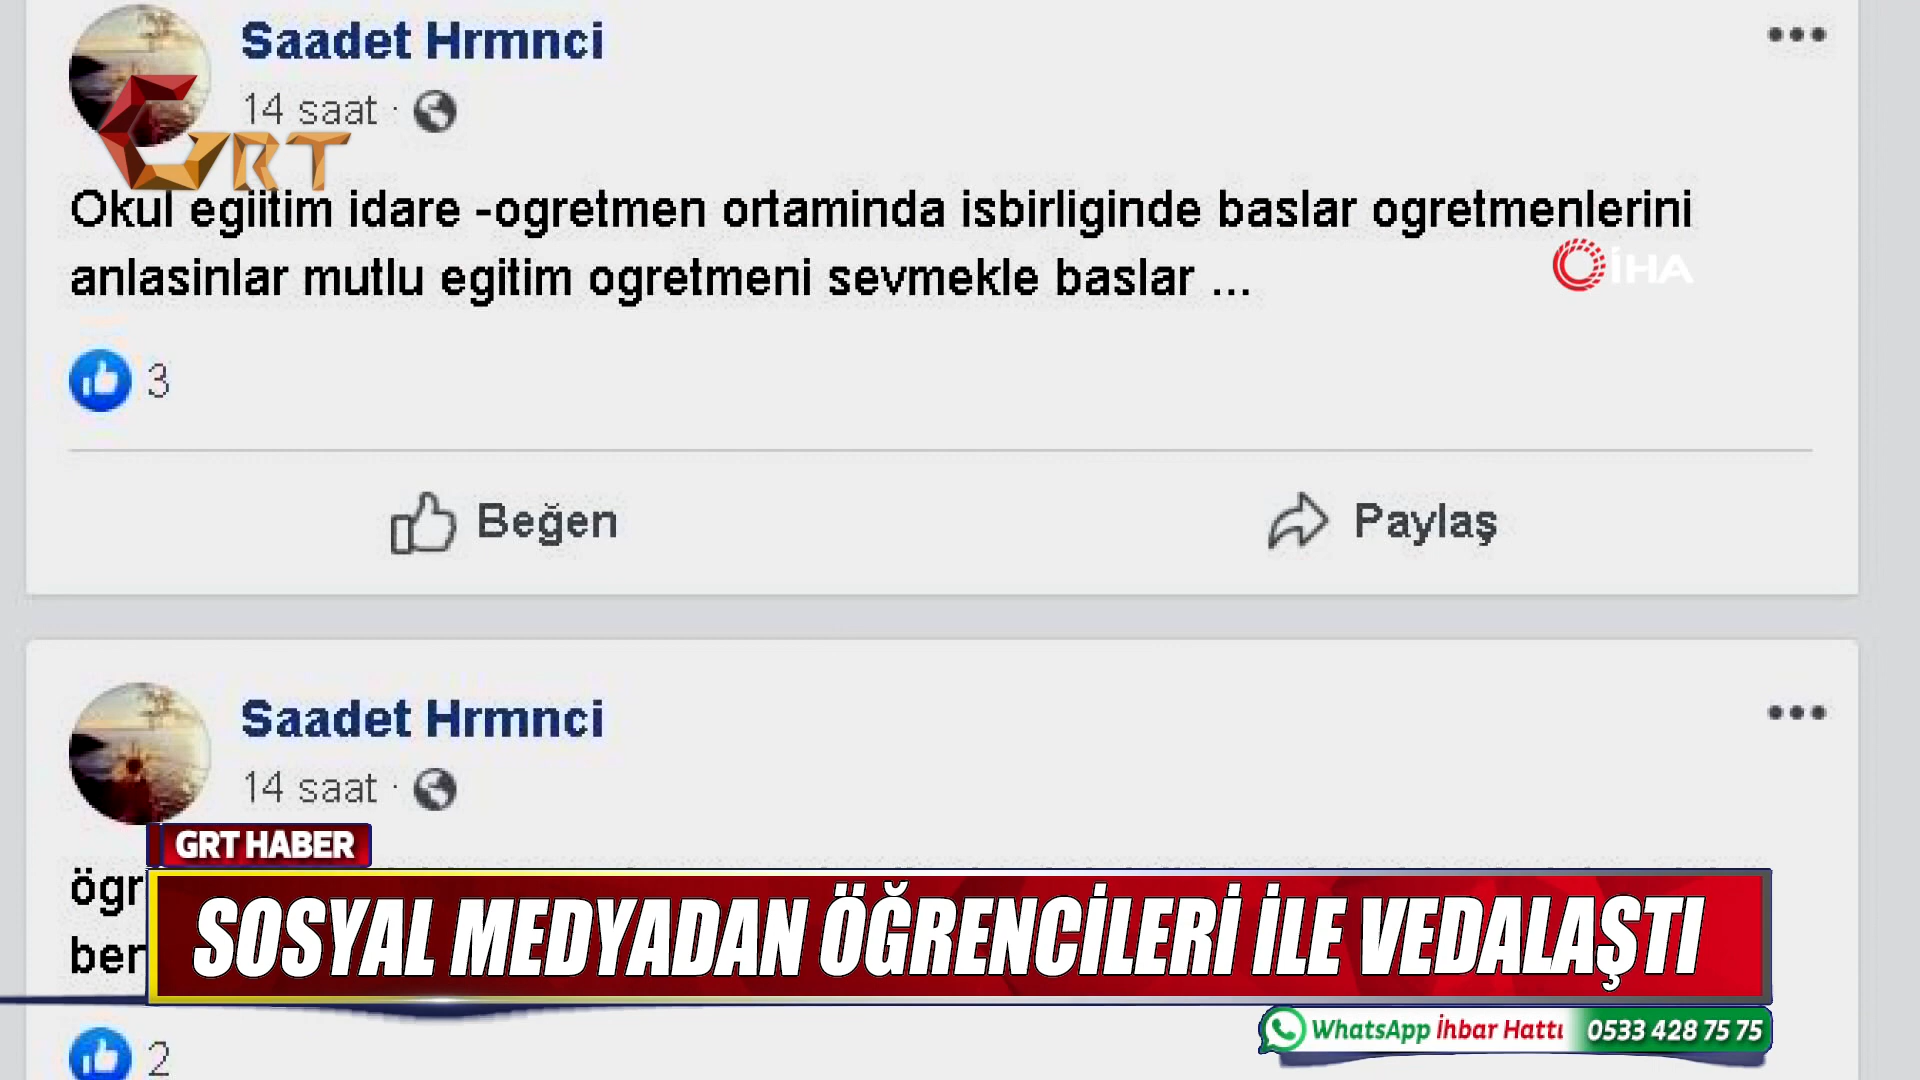 Saadet Hrmnci
14 saat ·
GRT
Okul egiitim idare -ogretmen ortaminda isbirliginde baslar ogretmenlerini
anlasinlar mutlu egitim ogretmeni sevmekle baslar ...
İHA
3
Beğen
Paylaş
Saadet Hrmnci
14 saat ·
GRT HABER
SOSYAL MEDYADAN ÖĞRENCİLERİ İLE VEDALAŞTI
WhatsApp İhbar Hattı 0533 428 75 75
2